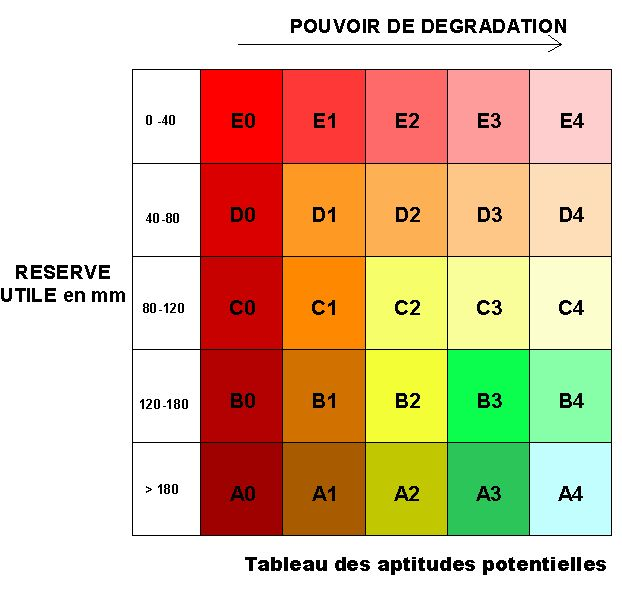 POUVOIR DE DEGRADATION
0 -40 E0 E1 E2 E3 E4
40-80 D0 D1 D2 D3 D4
RESERVE
UTILE en mm
80-120 C0 C1 C2 C3 C4
120-180 B0 B1 B2 B3 B4
> 180 A0 A1 A2 A3 A4
Tableau des aptitudes potentielles